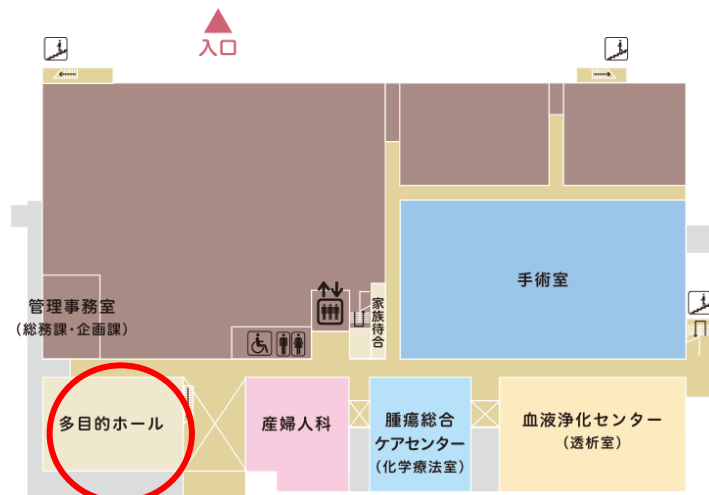 入口
手術室
管理事務室
(総務課・企画課)
家族待合
多目的ホール
産婦人科
腫瘍総合
ケアセンター
(化学療法室)
血液浄化センター
(透析室)